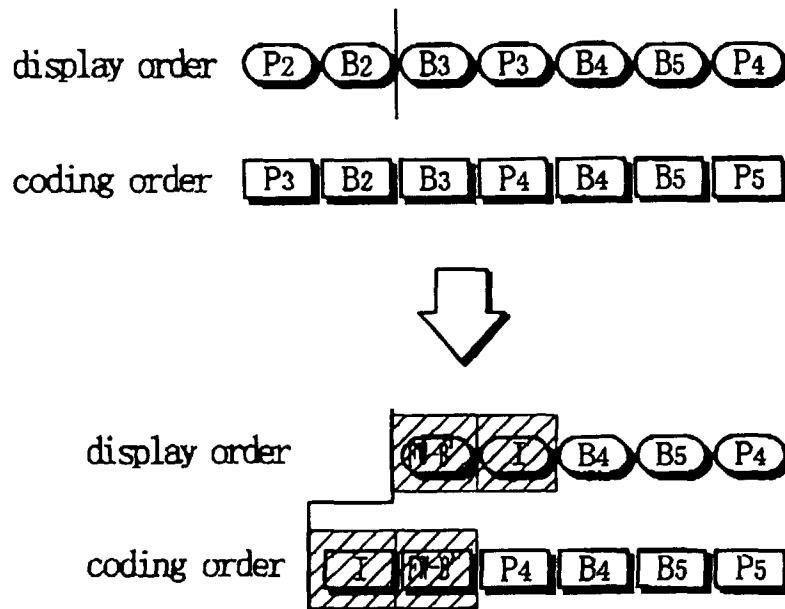 display order P2 B2 B3 P3 B4 B5 P4
coding order P3 B2 B3 P4 B4 B5 P5
display order I B4 B5 P4
coding order I P4 B4 B5 P5